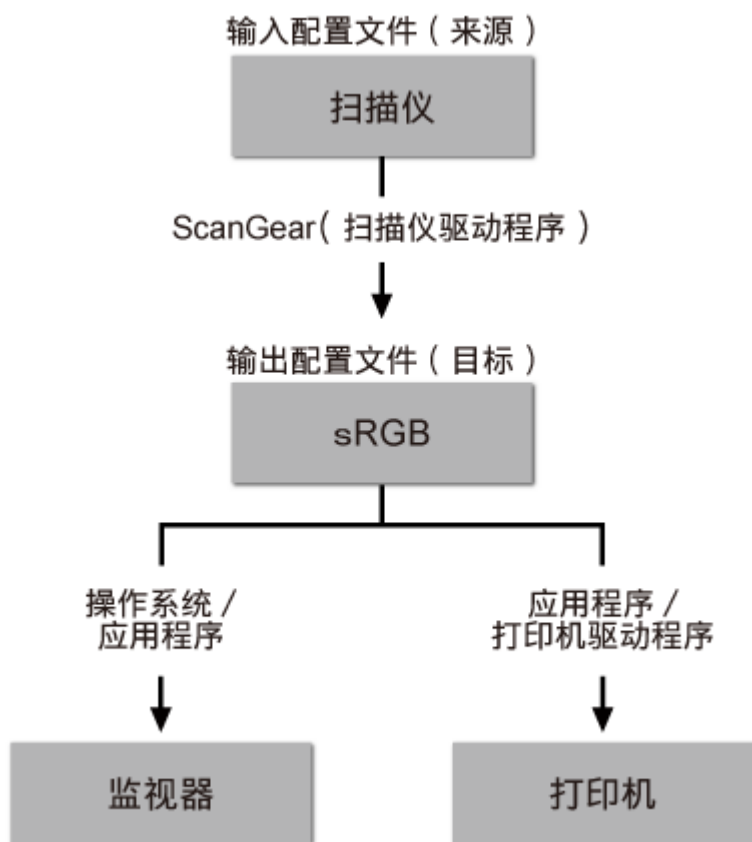 输入配置文件（来源）
扫描仪
ScanGear（扫描仪驱动程序）
输出配置文件（目标）
sRGB
操作系统 /
应用程序
应用程序 /
打印机驱动程序
监视器
打印机